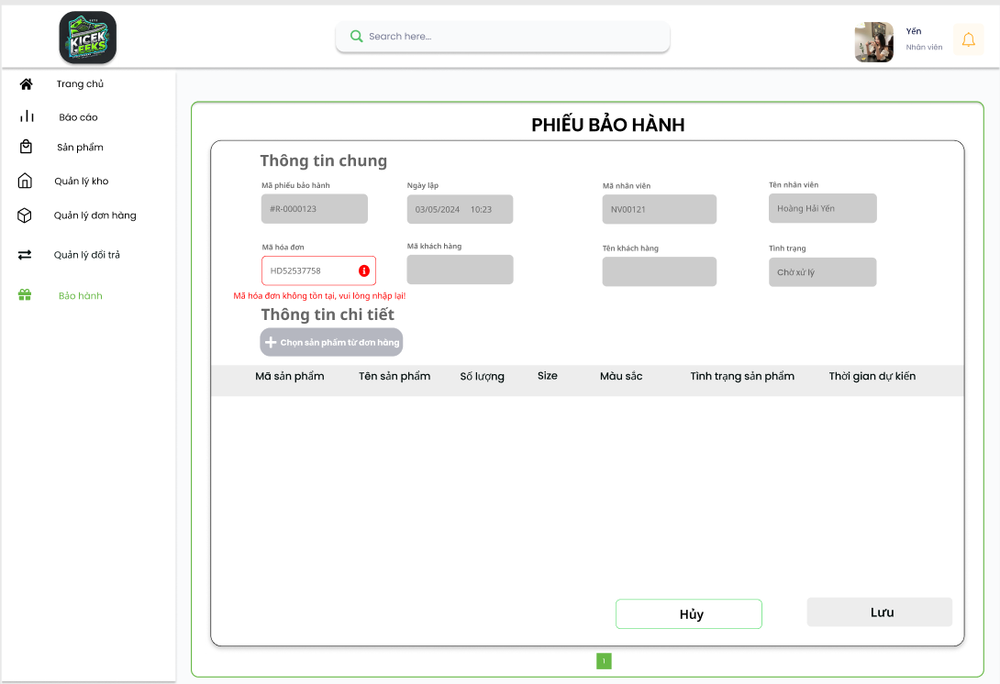 KICEK
GEEKS
Search here...
Yến
Nhân viên
Trang chủ
Báo cáo
Sản phẩm
Quản lý kho
Quản lý đơn hàng
Quản lý đổi trả
Bảo hành
PHIẾU BẢO HÀNH
Thông tin chung
Mã phiếu bảo hành Ngày lập Mã nhân viên Tên nhân viên
#R-0000123 03/05/2024 10:23 NV00121 Hoàng Hải Yến
Mã hóa đơn Mã khách hàng Tên khách hàng Tình trạng
HD52537758 Chờ xử lý
Mã hóa đơn không tồn tại, vui lòng nhập lại!
Thông tin chi tiết
Chọn sản phẩm từ đơn hàng
Mã sản phẩm Tên sản phẩm Số lượng Size Màu sắc Tình trạng sản phẩm Thời gian dự kiến
Hủy Lưu
1